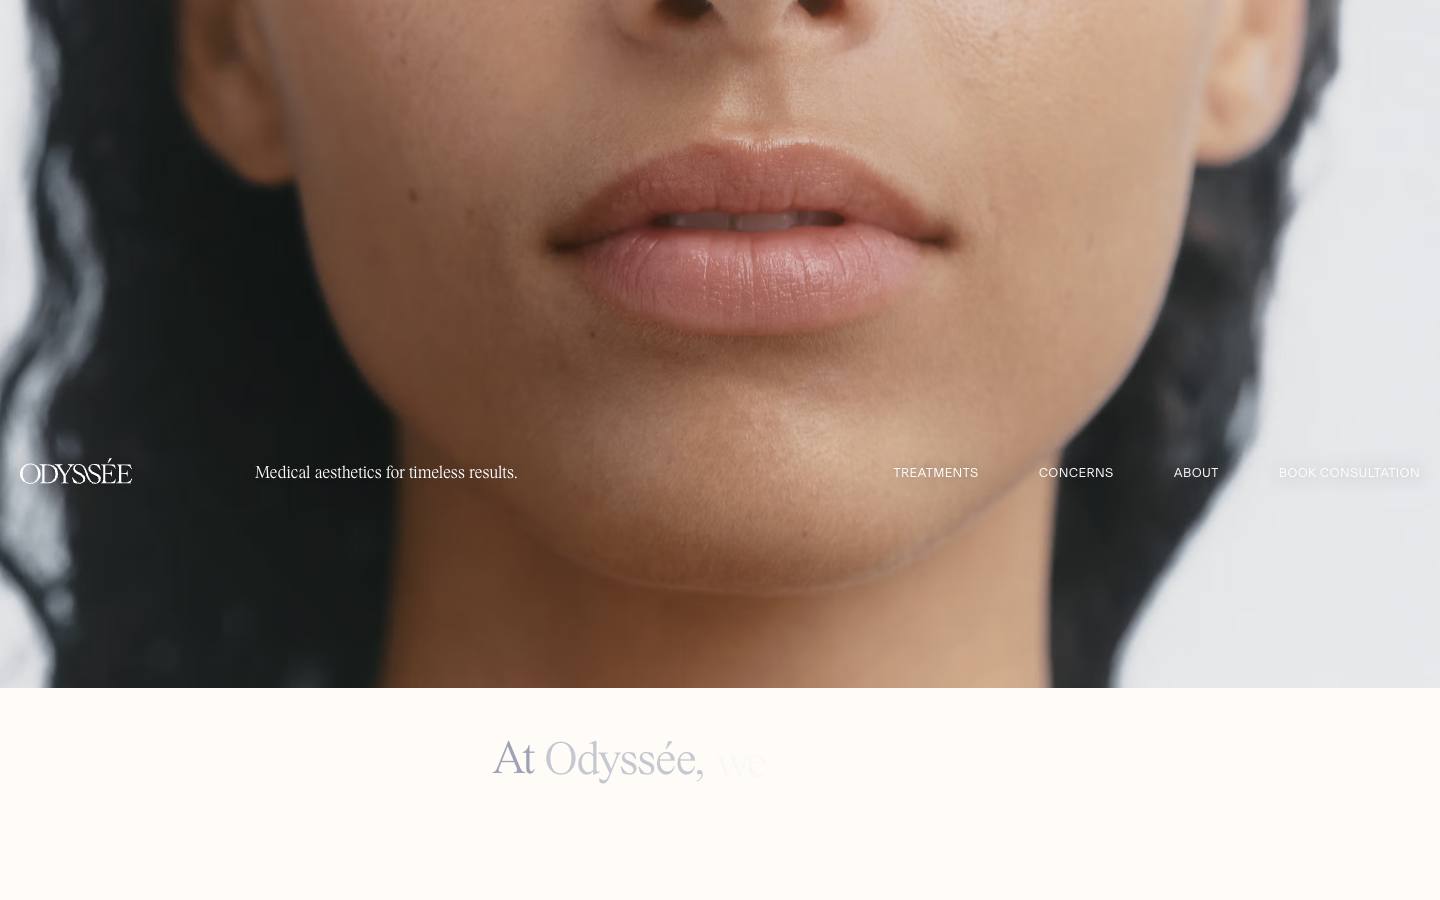 ODYSSÉE
Medical aesthetics for timeless results.
TREATMENTS
CONCERNS
ABOUT
BOOK CONSULTATION
At Odyssée, we